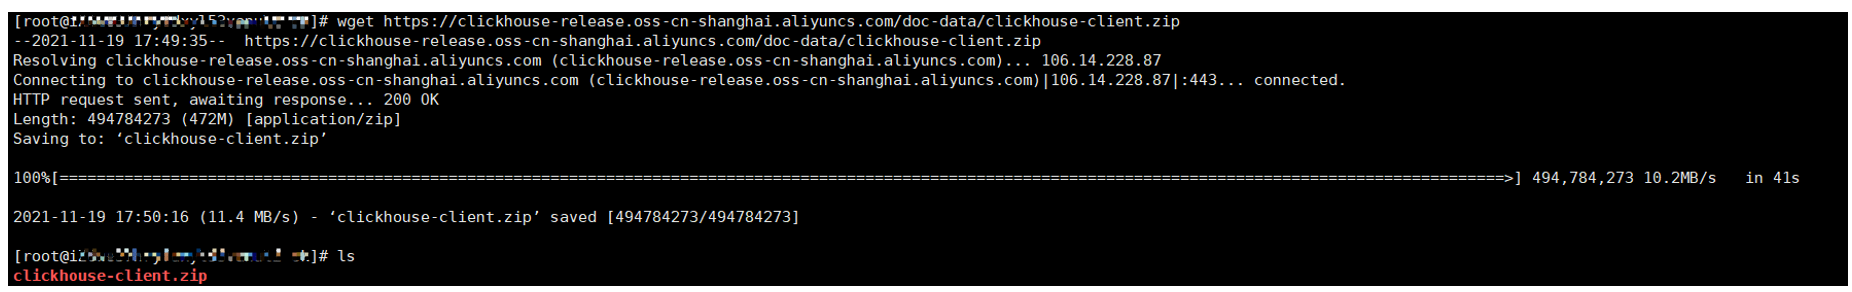 [root@i ]# wget https://clickhouse-release.oss-cn-shanghai.aliyuncs.com/doc-data/clickhouse-client.zip
--2021-11-19 17:49:35--  https://clickhouse-release.oss-cn-shanghai.aliyuncs.com/doc-data/clickhouse-client.zip
Resolving clickhouse-release.oss-cn-shanghai.aliyuncs.com (clickhouse-release.oss-cn-shanghai.aliyuncs.com)... 106.14.228.87
Connecting to clickhouse-release.oss-cn-shanghai.aliyuncs.com (clickhouse-release.oss-cn-shanghai.aliyuncs.com)|106.14.228.87|:443... connected.
HTTP request sent, awaiting response... 200 OK
Length: 494784273 (472M) [application/zip]
Saving to: ‘clickhouse-client.zip’
100%[============================================================================================================================================================>] 494,784,273 10.2MB/s   in 41s
2021-11-19 17:50:16 (11.4 MB/s) - ‘clickhouse-client.zip’ saved [494784273/494784273]
[root@i ]# ls
clickhouse-client.zip